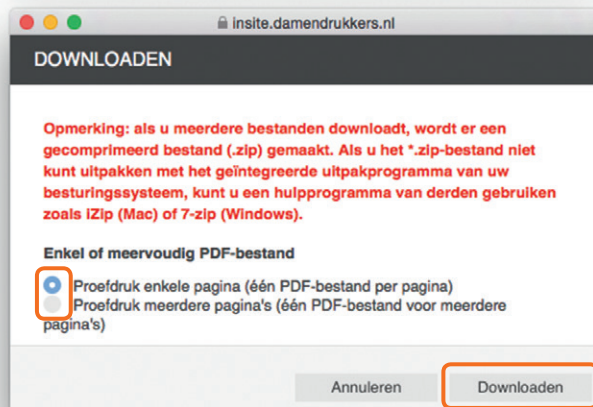 insite.damendrukkers.nl
DOWNLOADEN
Opmerking: als u meerdere bestanden downloadt, wordt er een
gecomprimeerd bestand (.zip) gemaakt. Als u het *.zip-bestand niet
kunt uitpakken met het geïntegreerde uitpakprogramma van uw
besturingssysteem, kunt u een hulpprogramma van derden gebruiken
zoals iZip (Mac) of 7-zip (Windows).
Enkel of meervoudig PDF-bestand
Proefdruk enkele pagina (één PDF-bestand per pagina)
Proefdruk meerdere pagina's (één PDF-bestand voor meerdere
pagina's)
Annuleren Downloaden